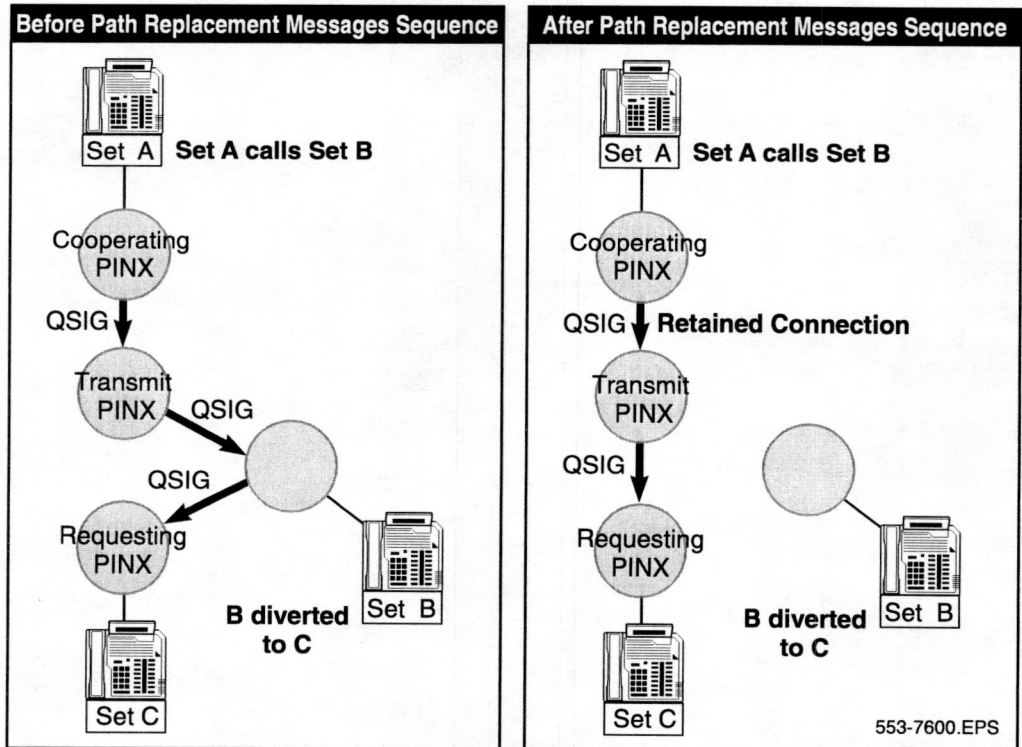 Before Path Replacement Messages Sequence
Set A
Set A calls Set B
Cooperating
PINX
QSIG
Transmit
PINX
QSIG
QSIG
Requesting
PINX
Set B
B diverted
to C
Set C
After Path Replacement Messages Sequence
Set A
Set A calls Set B
Cooperating
PINX
QSIG
Retained Connection
Transmit
PINX
QSIG
Requesting
PINX
Set B
B diverted
to C
Set C
553-7600.EPS